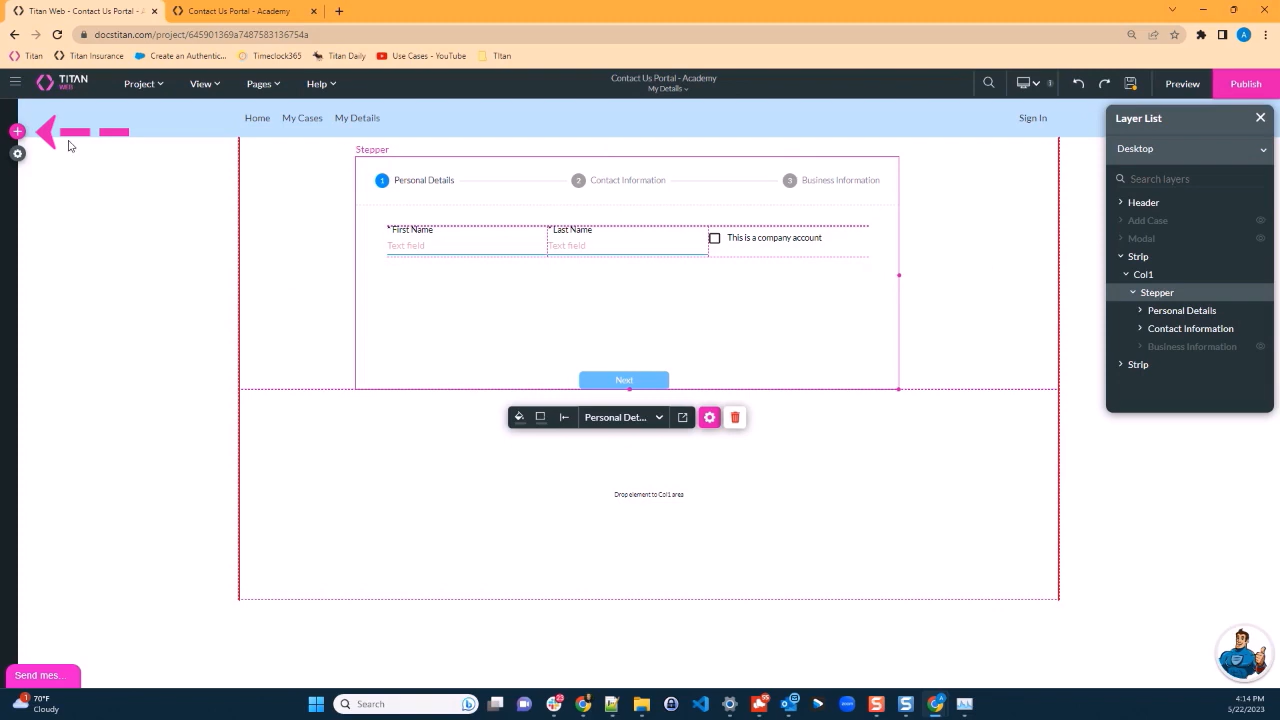 Titan Web - Contact Us Portal - A
Contact Us Portal - Academy
docstitan.com/project/645901369a7487583136754a
Titan
Titan Insurance
Create an Authentic...
Timeclock365
Titan Daily
Use Cases - YouTube
Titan
TITAN
WEB
Project
View
Pages
Help
Contact Us Portal - Academy
My Details
Preview
Publish
Home
My Cases
My Details
Sign In
Layer List
Desktop
Search layers
Header
Add Case
Modal
Strip
Col1
Stepper
Personal Details
Contact Information
Business Information
Strip
Stepper
1 Personal Details
2 Contact Information
3 Business Information
*First Name
*Last Name
This is a company account
Text field
Text field
Next
Personal Det...
Drop element to Col1 area
Send mes...
70°F
Cloudy
Search
4:14 PM
5/22/2023